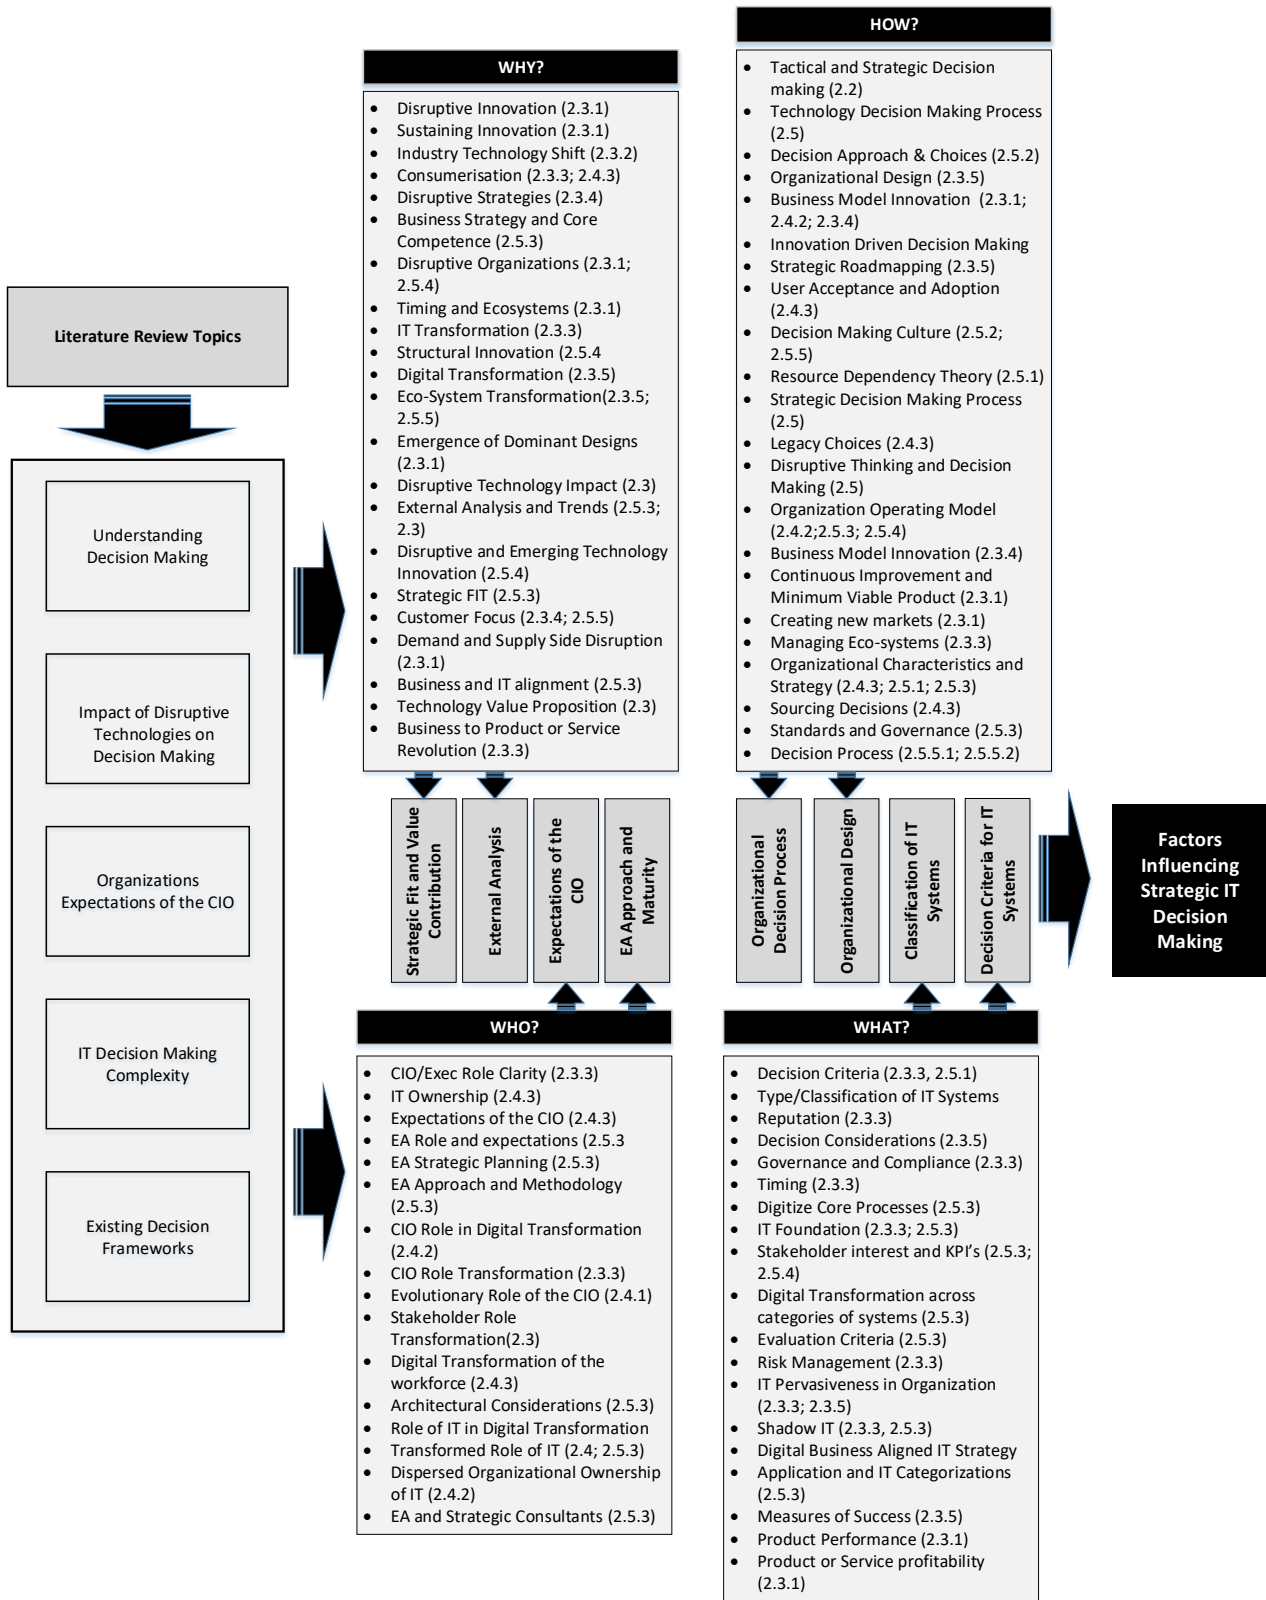 Literature Review Topics
Understanding
Decision Making
Impact of Disruptive
Technologies on
Decision Making
Organizations
Expectations of the CIO
IT Decision Making
Complexity
Existing Decision
Frameworks
WHY?
• Disruptive Innovation (2.3.1)
• Sustaining Innovation (2.3.1)
• Industry Technology Shift (2.3.2)
• Consumerisation (2.3.3; 2.4.3)
• Disruptive Strategies (2.3.4)
• Business Strategy and Core
Competence (2.5.3)
• Disruptive Organizations (2.3.1;
2.5.4)
• Timing and Ecosystems (2.3.1)
• IT Transformation (2.3.3)
• Structural Innovation (2.5.4
• Digital Transformation (2.3.5)
• Eco-System Transformation(2.3.5;
2.5.5)
• Emergence of Dominant Designs
(2.3.1)
• Disruptive Technology Impact (2.3)
• External Analysis and Trends (2.5.3;
2.3)
• Disruptive and Emerging Technology
Innovation (2.5.4)
• Strategic FIT (2.5.3)
• Customer Focus (2.3.4; 2.5.5)
• Demand and Supply Side Disruption
(2.3.1)
• Business and IT alignment (2.5.3)
• Technology Value Proposition (2.3)
• Business to Product or Service
Revolution (2.3.3)
HOW?
• Tactical and Strategic Decision
making (2.2)
• Technology Decision Making Process
(2.5)
• Decision Approach & Choices (2.5.2)
• Organizational Design (2.3.5)
• Business Model Innovation (2.3.1;
2.4.2; 2.3.4)
• Innovation Driven Decision Making
• Strategic Roadmapping (2.3.5)
• User Acceptance and Adoption
(2.4.3)
• Decision Making Culture (2.5.2;
2.5.5)
• Resource Dependency Theory (2.5.1)
• Strategic Decision Making Process
(2.5)
• Legacy Choices (2.4.3)
• Disruptive Thinking and Decision
Making (2.5)
• Organization Operating Model
(2.4.2;2.5.3; 2.5.4)
• Business Model Innovation (2.3.4)
• Continuous Improvement and
Minimum Viable Product (2.3.1)
• Creating new markets (2.3.1)
• Managing Eco-systems (2.3.3)
• Organizational Characteristics and
Strategy (2.4.3; 2.5.1; 2.5.3)
• Sourcing Decisions (2.4.3)
• Standards and Governance (2.5.3)
• Decision Process (2.5.5.1; 2.5.5.2)
Strategic Fit and Value
Contribution
External Analysis
Expectations of the
CIO
EA Approach and
Maturity
Organizational
Decision Process
Organizational Design
Classification of IT
Systems
Decision Criteria for IT
Systems
Factors
Influencing
Strategic IT
Decision
Making
WHO?
• CIO/Exec Role Clarity (2.3.3)
• IT Ownership (2.4.3)
• Expectations of the CIO (2.4.3)
• EA Role and expectations (2.5.3
• EA Strategic Planning (2.5.3)
• EA Approach and Methodology
(2.5.3)
• CIO Role in Digital Transformation
(2.4.2)
• CIO Role Transformation (2.3.3)
• Evolutionary Role of the CIO (2.4.1)
• Stakeholder Role
Transformation(2.3)
• Digital Transformation of the
workforce (2.4.3)
• Architectural Considerations (2.5.3)
• Role of IT in Digital Transformation
• Transformed Role of IT (2.4; 2.5.3)
• Dispersed Organizational Ownership
of IT (2.4.2)
• EA and Strategic Consultants (2.5.3)
WHAT?
• Decision Criteria (2.3.3, 2.5.1)
• Type/Classification of IT Systems
• Reputation (2.3.3)
• Decision Considerations (2.3.5)
• Governance and Compliance (2.3.3)
• Timing (2.3.3)
• Digitize Core Processes (2.5.3)
• IT Foundation (2.3.3; 2.5.3)
• Stakeholder interest and KPI's (2.5.3;
2.5.4)
• Digital Transformation across
categories of systems (2.5.3)
• Evaluation Criteria (2.5.3)
• Risk Management (2.3.3)
• IT Pervasiveness in Organization
(2.3.3; 2.3.5)
• Shadow IT (2.3.3, 2.5.3)
• Digital Business Aligned IT Strategy
• Application and IT Categorizations
(2.5.3)
• Measures of Success (2.3.5)
• Product Performance (2.3.1)
• Product or Service profitability
(2.3.1)